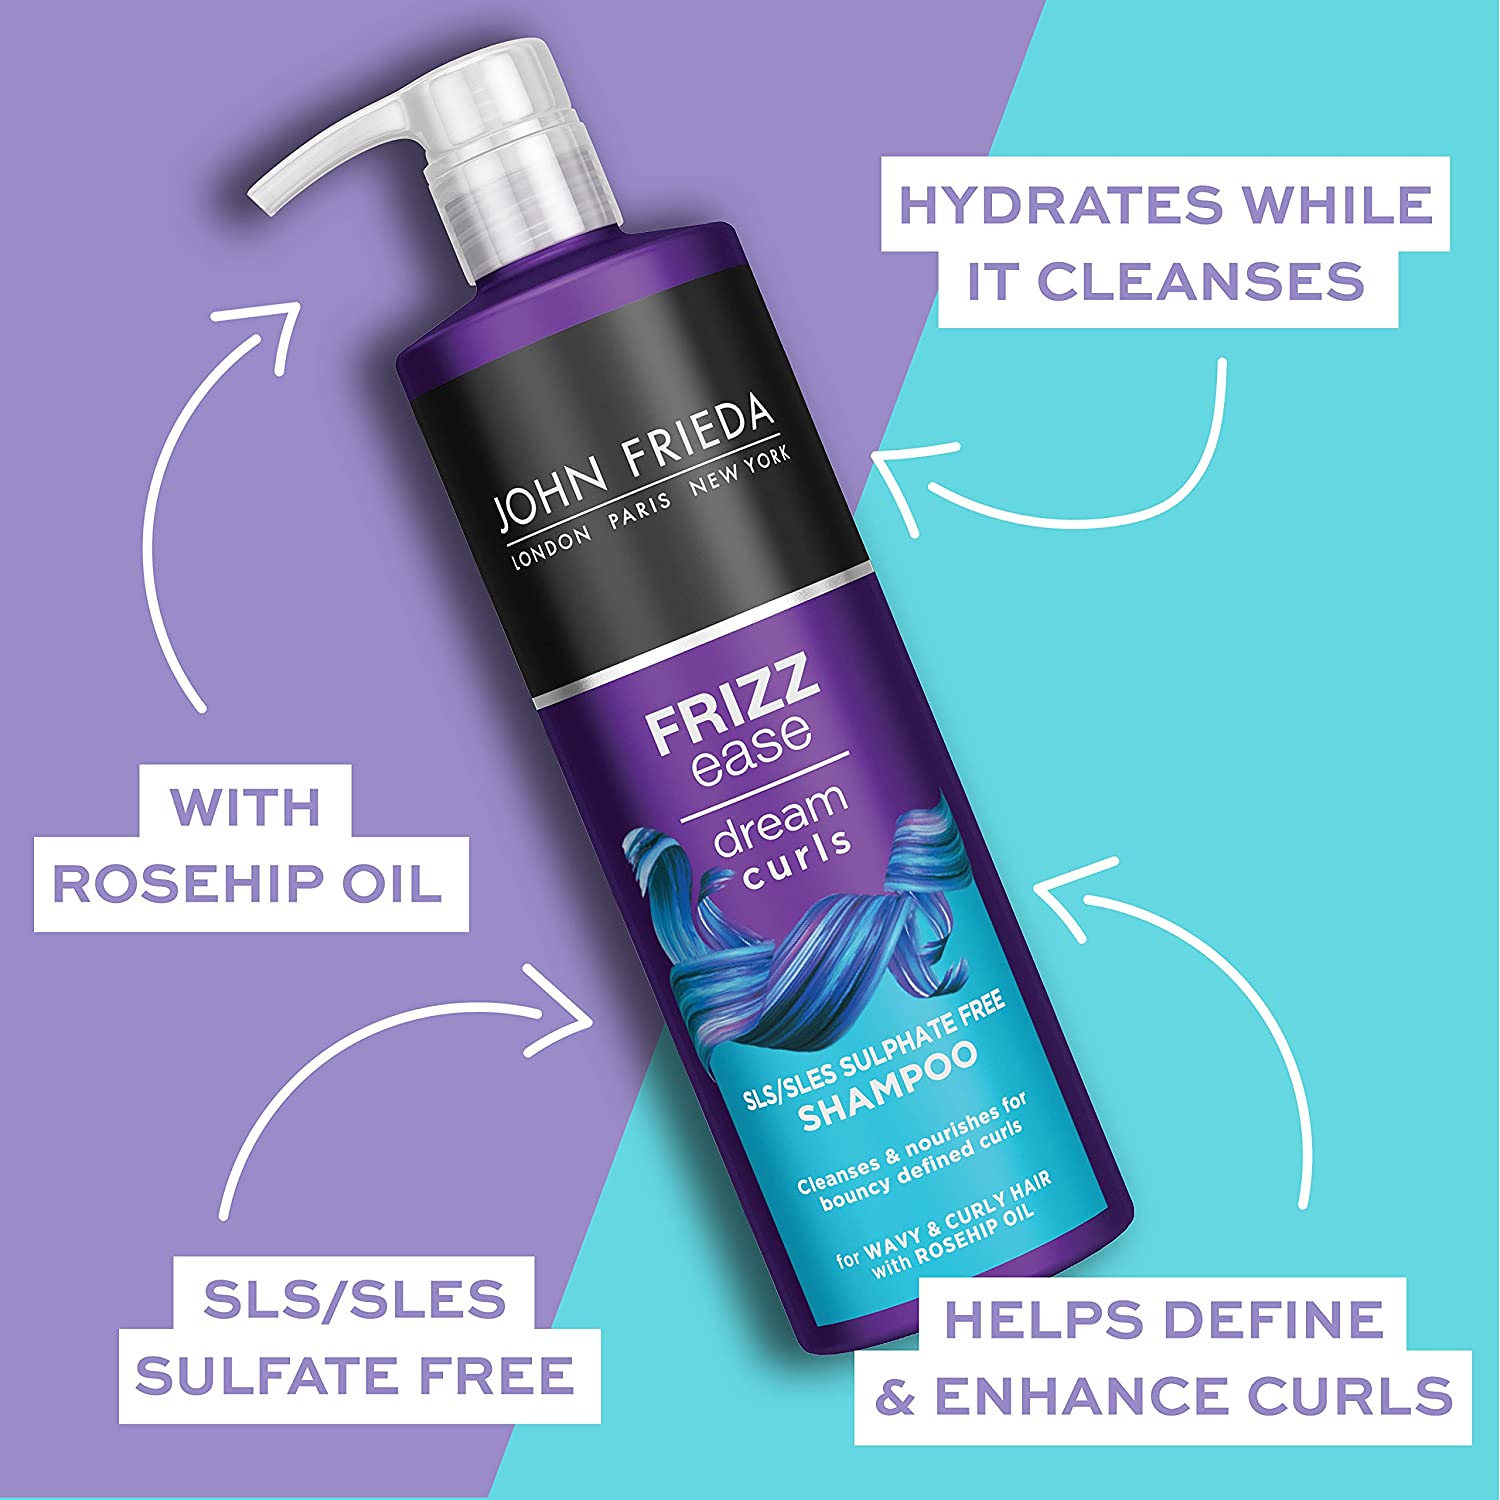 HYDRATES WHILE
IT CLEANSES
JOHN FRIEDA
LONDON PARIS NEW YORK
FRIZZ
ease
dream
curls
WITH
ROSEHIP OIL
SLS/SLES SULPHATE FREE
SHAMPOO
Cleanses & nourishes for
bouncy defined curls
for WAVY & CURLY HAIR
with ROSEHIP OIL
SLS/SLES
SULFATE FREE
HELPS DEFINE
& ENHANCE CURLS